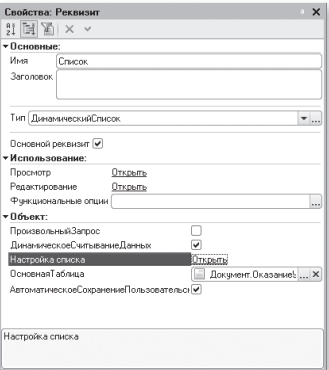 Свойства: Реквизит
Основные:
Имя Список
Заголовок
Тип ДинамическийСписок
Основной реквизит
Использование:
Просмотр Открыть
Редактирование Открыть
Функциональные опции
Объект:
ПроизвольныйЗапрос
ДинамическоеСчитываниеДанных
Настройка списка Открыть
ОсновнаяТаблица Документ.Оказание
АвтоматическоеСохранениеПользовательс
Настройка списка